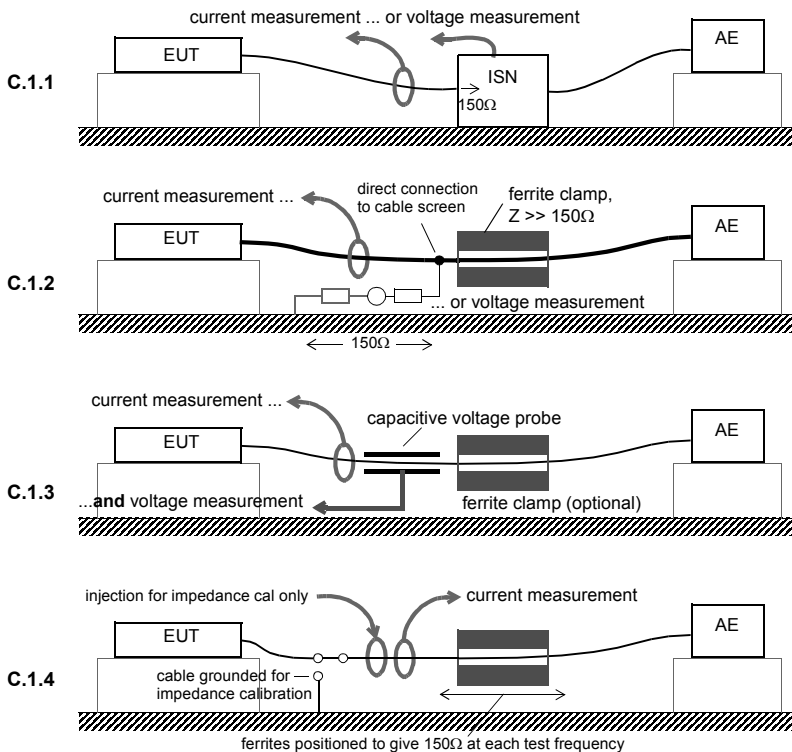 current measurement ... or voltage measurement
EUT
ISN
AE
C.1.1
150Ω
current measurement ...
direct connection
to cable screen
ferrite clamp,
Z >> 150Ω
EUT
AE
C.1.2
... or voltage measurement
150Ω
current measurement ...
capacitive voltage probe
EUT
AE
C.1.3
...and voltage measurement
ferrite clamp (optional)
injection for impedance cal only
current measurement
EUT
AE
C.1.4
cable grounded for
impedance calibration
ferrites positioned to give 150Ω at each test frequency